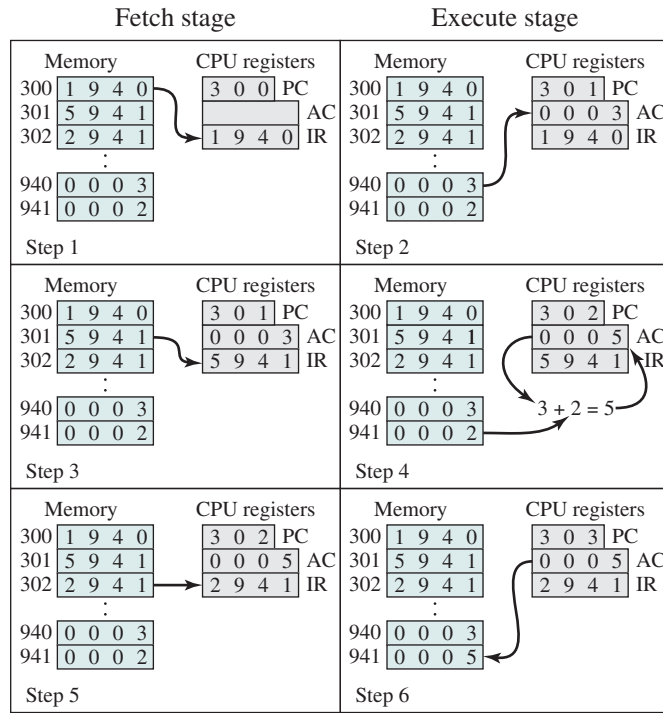 Fetch stage Execute stage
Memory CPU registers
300 1 9 4 0 3 0 0 PC
301 5 9 4 1 AC
302 2 9 4 1 1 9 4 0 IR
940 0 0 0 3
941 0 0 0 2
Step 1
Memory CPU registers
300 1 9 4 0 3 0 1 PC
301 5 9 4 1 0 0 0 3 AC
302 2 9 4 1 1 9 4 0 IR
940 0 0 0 3
941 0 0 0 2
Step 2
Memory CPU registers
300 1 9 4 0 3 0 1 PC
301 5 9 4 1 0 0 0 3 AC
302 2 9 4 1 5 9 4 1 IR
940 0 0 0 3
941 0 0 0 2
Step 3
Memory CPU registers
300 1 9 4 0 3 0 2 PC
301 5 9 4 1 0 0 0 5 AC
302 2 9 4 1 5 9 4 1 IR
940 0 0 0 3 3 + 2 = 5
941 0 0 0 2
Step 4
Memory CPU registers
300 1 9 4 0 3 0 2 PC
301 5 9 4 1 0 0 0 5 AC
302 2 9 4 1 2 9 4 1 IR
940 0 0 0 3
941 0 0 0 2
Step 5
Memory CPU registers
300 1 9 4 0 3 0 3 PC
301 5 9 4 1 0 0 0 5 AC
302 2 9 4 1 2 9 4 1 IR
940 0 0 0 3
941 0 0 0 5
Step 6